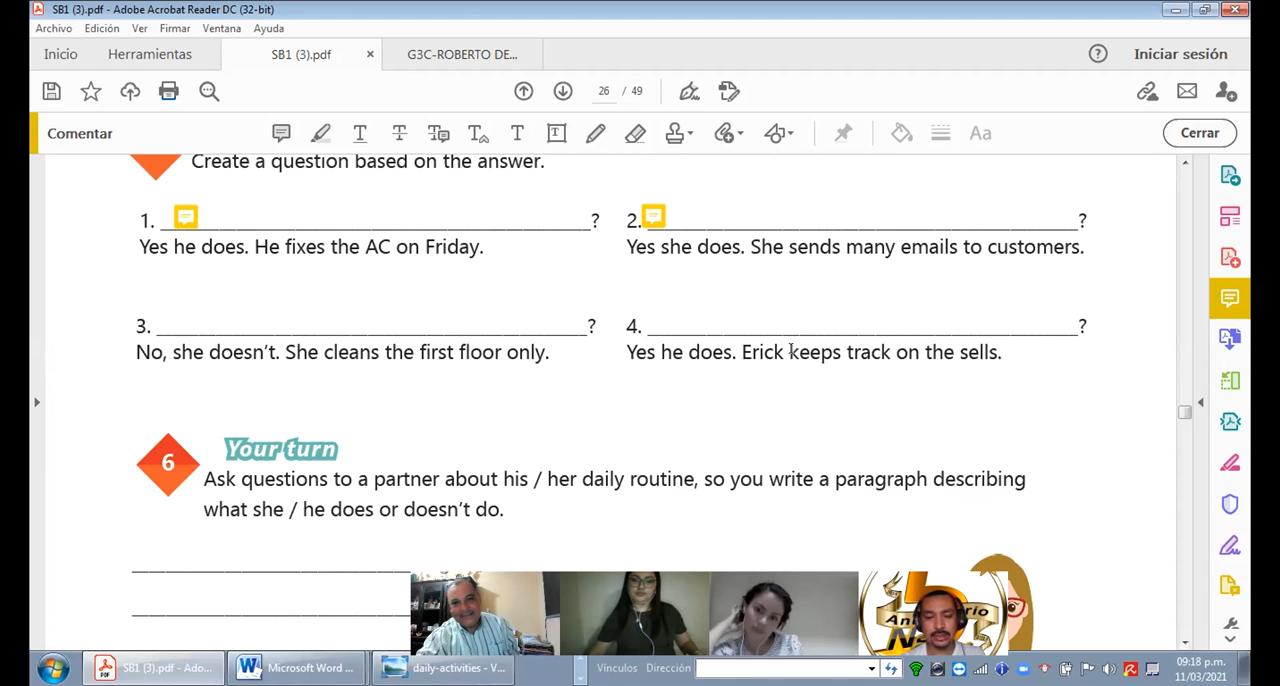 SB1 (3).pdf - Adobe Acrobat Reader DC (32-bit)
Archivo Edición Ver Firmar Ventana Ayuda
Inicio Herramientas SB1 (3).pdf × G3C-ROBERTO DE... ? Iniciar sesión
26 / 49
Comentar Aa Cerrar
Create a question based on the answer.
1. ______________________________?
Yes he does. He fixes the AC on Friday.
2. ______________________________?
Yes she does. She sends many emails to customers.
3. ______________________________?
No, she doesn't. She cleans the first floor only.
4. ______________________________?
Yes he does. Erick keeps track on the sells.
6 Your turn
Ask questions to a partner about his / her daily routine, so you write a paragraph describing
what she / he does or doesn't do.
SB1 (3).pdf - Ado... Microsoft Word ... daily-activities - V... Vínculos Dirección 09:18 p.m.
11/03/2021